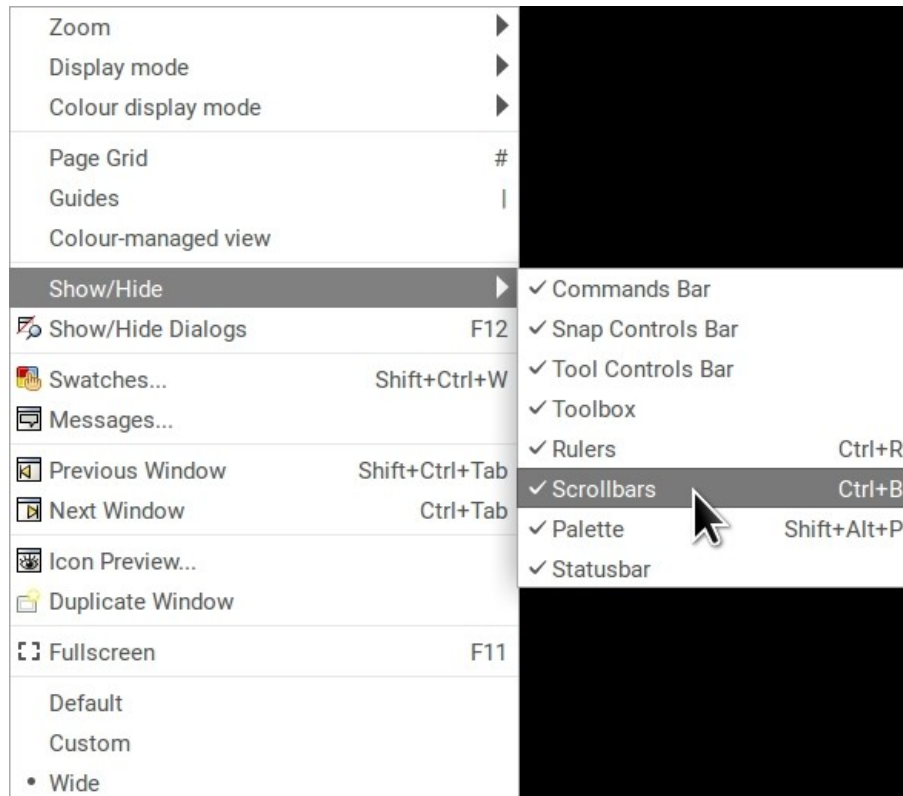 Zoom
Display mode
Colour display mode
Page Grid #
Guides |
Colour-managed view
Show/Hide
Show/Hide Dialogs F12
Swatches... Shift+Ctrl+W
Messages...
Previous Window Shift+Ctrl+Tab
Next Window Ctrl+Tab
Icon Preview...
Duplicate Window
Fullscreen F11
Default
Custom
Wide
Commands Bar
Snap Controls Bar
Tool Controls Bar
Toolbox
Rulers Ctrl+R
Scrollbars Ctrl+B
Palette Shift+Alt+P
Statusbar